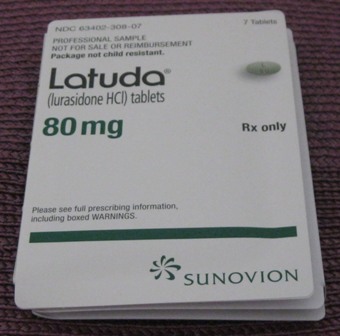 NDC 63402-308-07
7 Tablets
PROFESSIONAL SAMPLE
NOT FOR SALE OR REIMBURSEMENT
Package not child resistant.
Latuda®
(lurasidone HCl) tablets
80 mg
Rx only
Please see full prescribing information,
including boxed WARNINGS.
SUNOVION